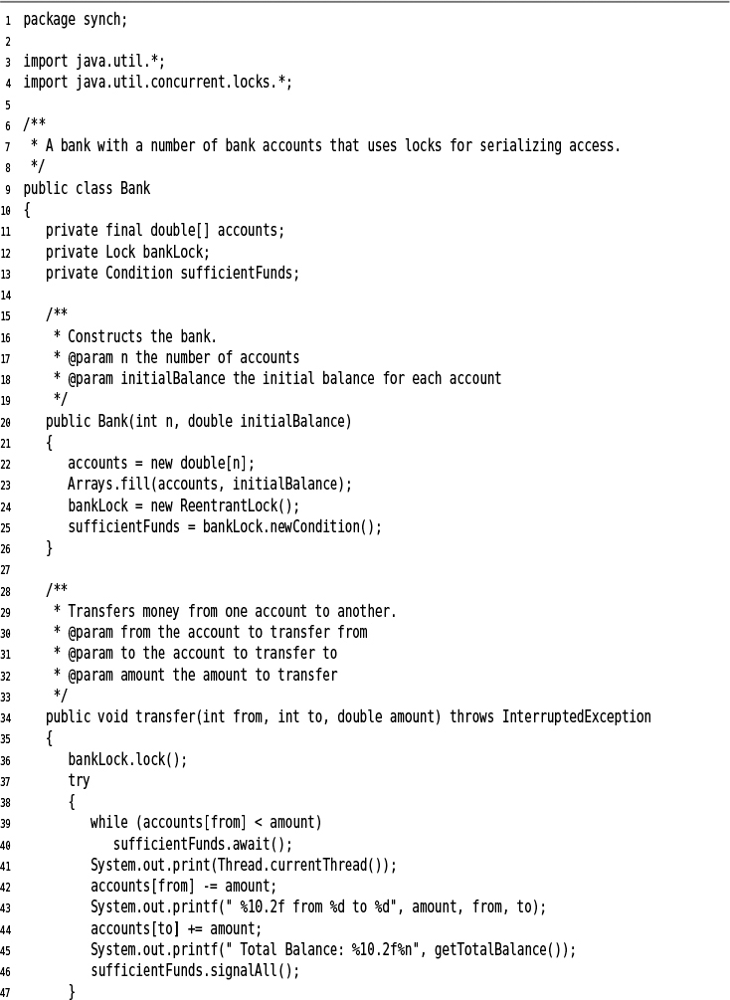 1 package synch;
2
3 import java.util.*;
4 import java.util.concurrent.locks.*;
5
6 /**
7  * A bank with a number of bank accounts that uses locks for serializing access.
8  */
9 public class Bank
10 {
11    private final double[] accounts;
12    private Lock bankLock;
13    private Condition sufficientFunds;
14
15    /**
16     * Constructs the bank.
17     * @param n the number of accounts
18     * @param initialBalance the initial balance for each account
19     */
20    public Bank(int n, double initialBalance)
21    {
22       accounts = new double[n];
23       Arrays.fill(accounts, initialBalance);
24       bankLock = new ReentrantLock();
25       sufficientFunds = bankLock.newCondition();
26    }
27
28    /**
29     * Transfers money from one account to another.
30     * @param from the account to transfer from
31     * @param to the account to transfer to
32     * @param amount the amount to transfer
33     */
34    public void transfer(int from, int to, double amount) throws InterruptedException
35    {
36       bankLock.lock();
37       try
38       {
39          while (accounts[from] < amount)
40             sufficientFunds.await();
41          System.out.print(Thread.currentThread());
42          accounts[from] -= amount;
43          System.out.printf(" %10.2f from %d to %d", amount, from, to);
44          accounts[to] += amount;
45          System.out.printf(" Total Balance: %10.2f%n", getTotalBalance());
46          sufficientFunds.signalAll();
47       }